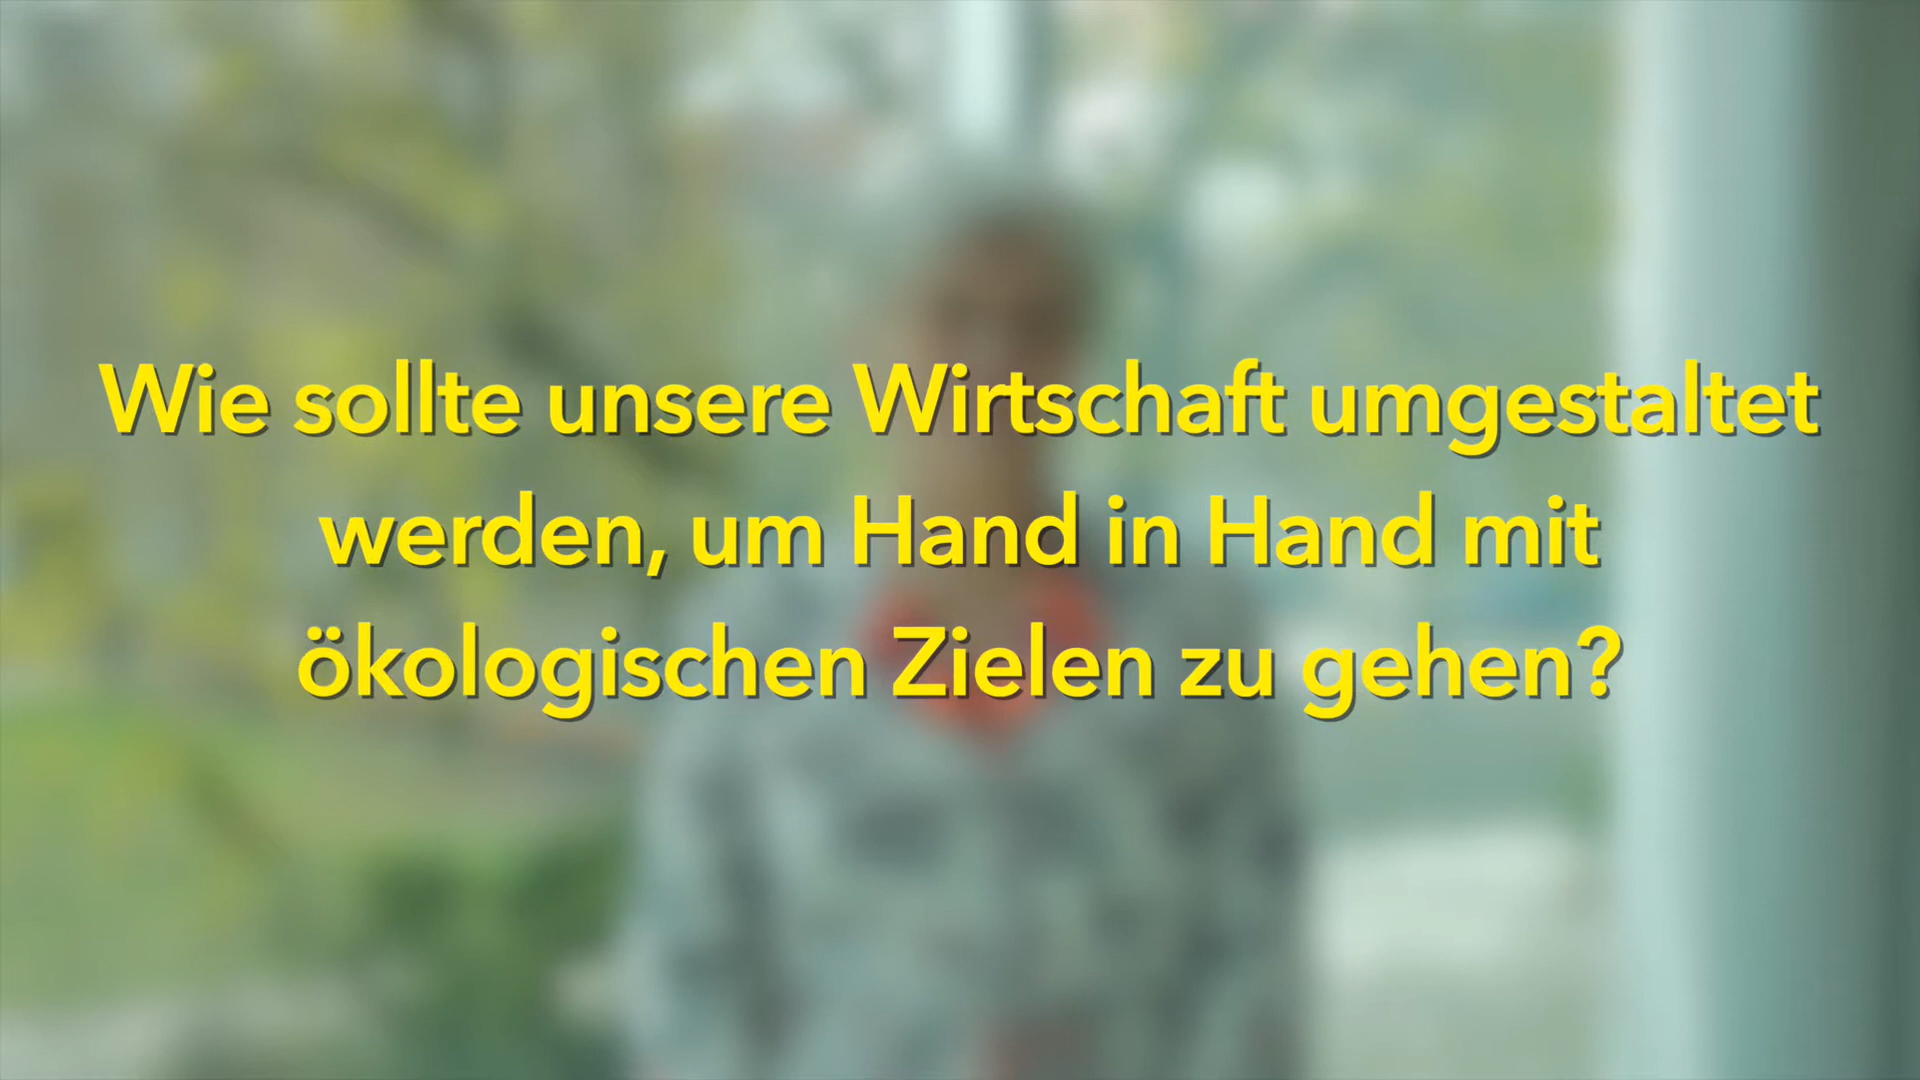 Wie sollte unsere Wirtschaft umgestaltet
werden, um Hand in Hand mit
ökologischen Zielen zu gehen?